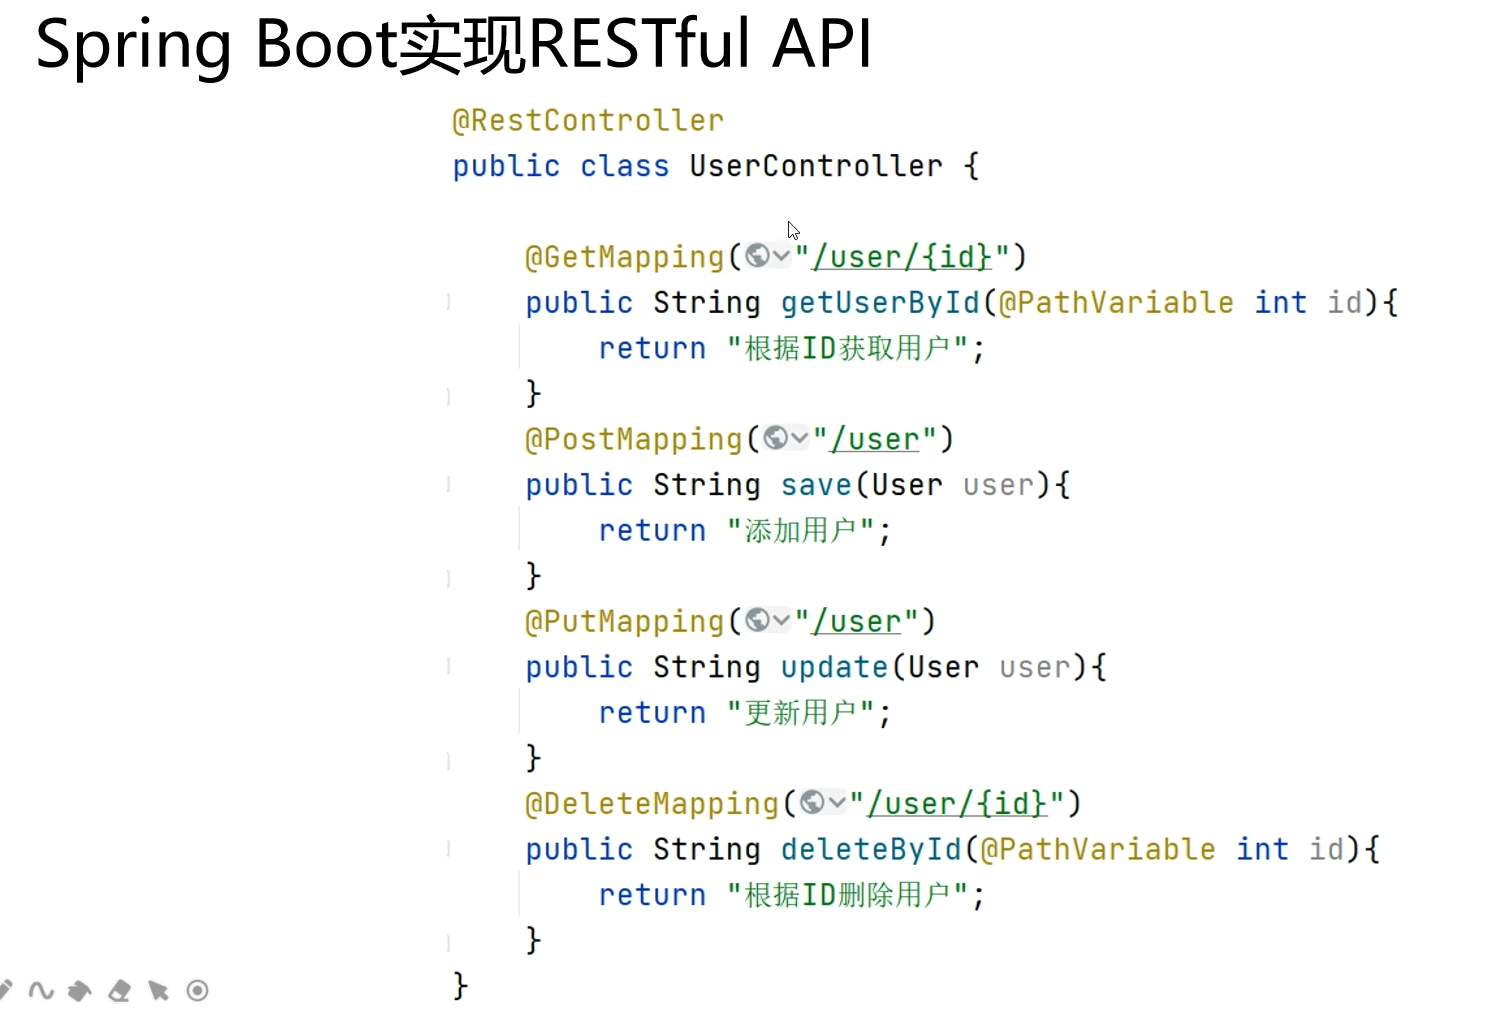 Spring Boot实现RESTful API
@RestController
public class UserController {
@GetMapping("/user/{id}")
public String getUserById(@PathVariable int id){
return "根据ID获取用户";
}
@PostMapping("/user")
public String save(User user){
return "添加用户";
}
@PutMapping("/user")
public String update(User user){
return "更新用户";
}
@DeleteMapping("/user/{id}")
public String deleteById(@PathVariable int id){
return "根据ID删除用户";
}
}